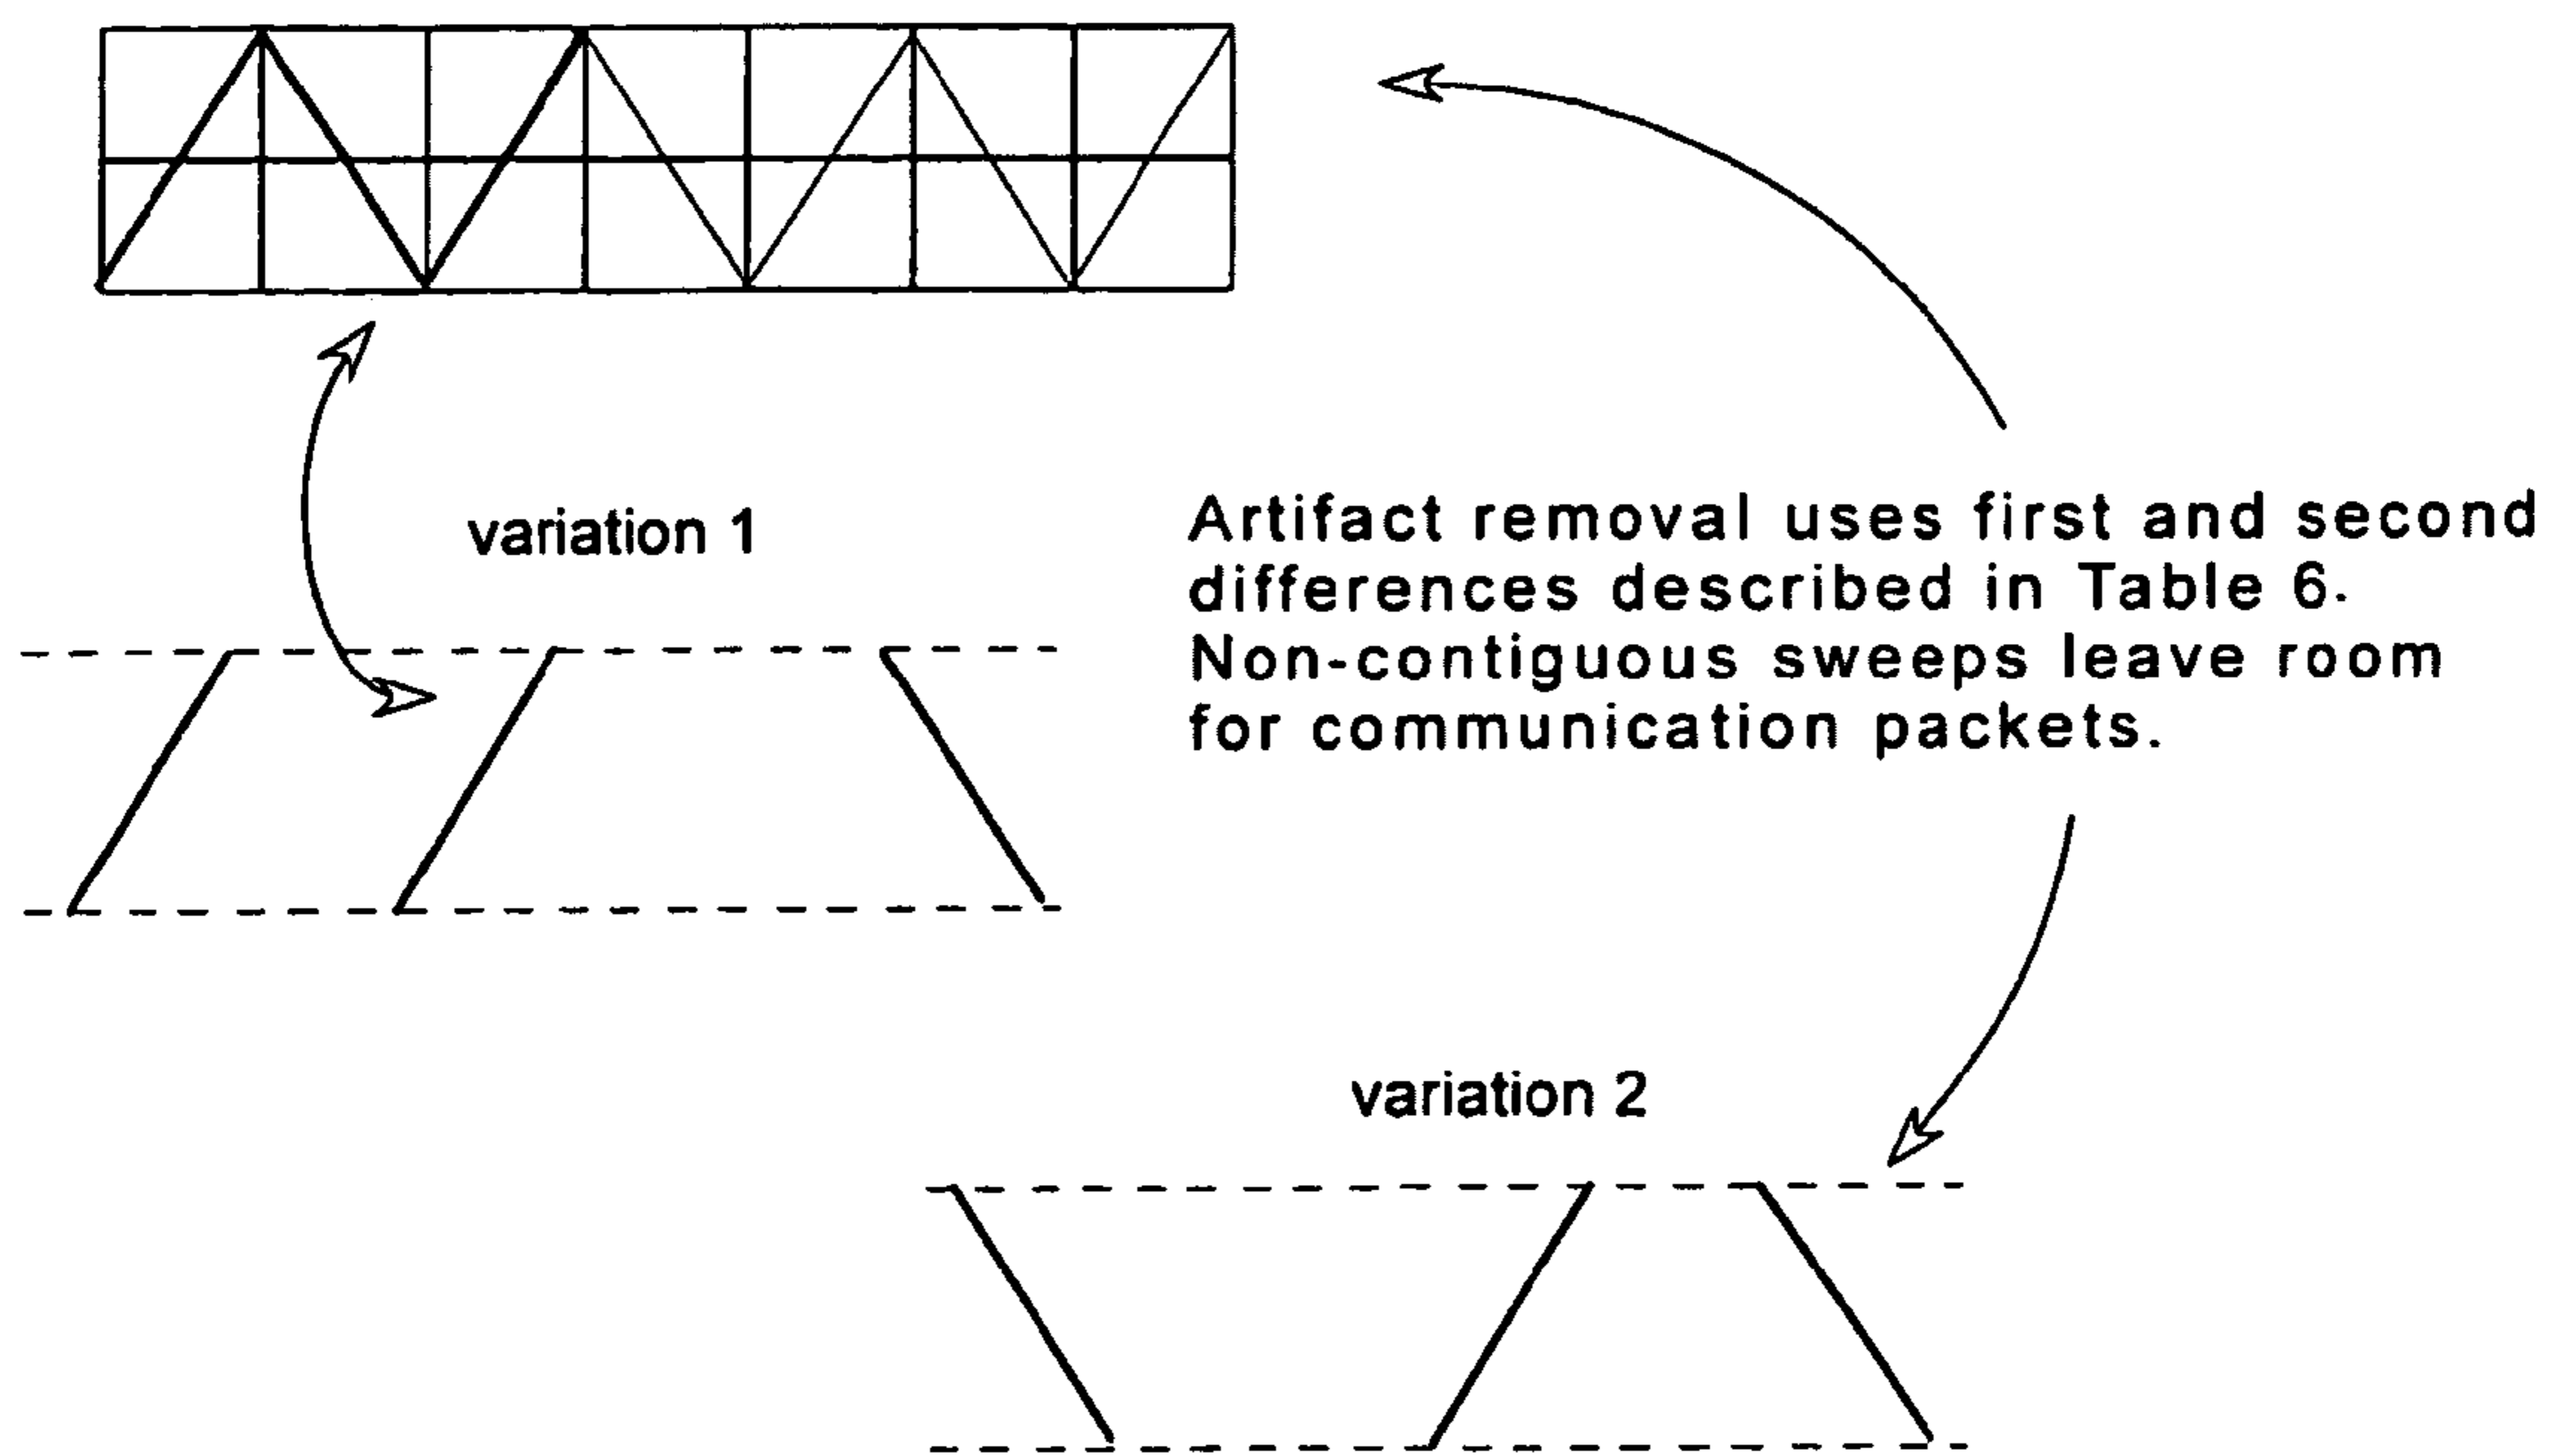 variation 1
Artifact removal uses first and second
differences described in Table 6.
Non-contiguous sweeps leave room
for communication packets.
variation 2